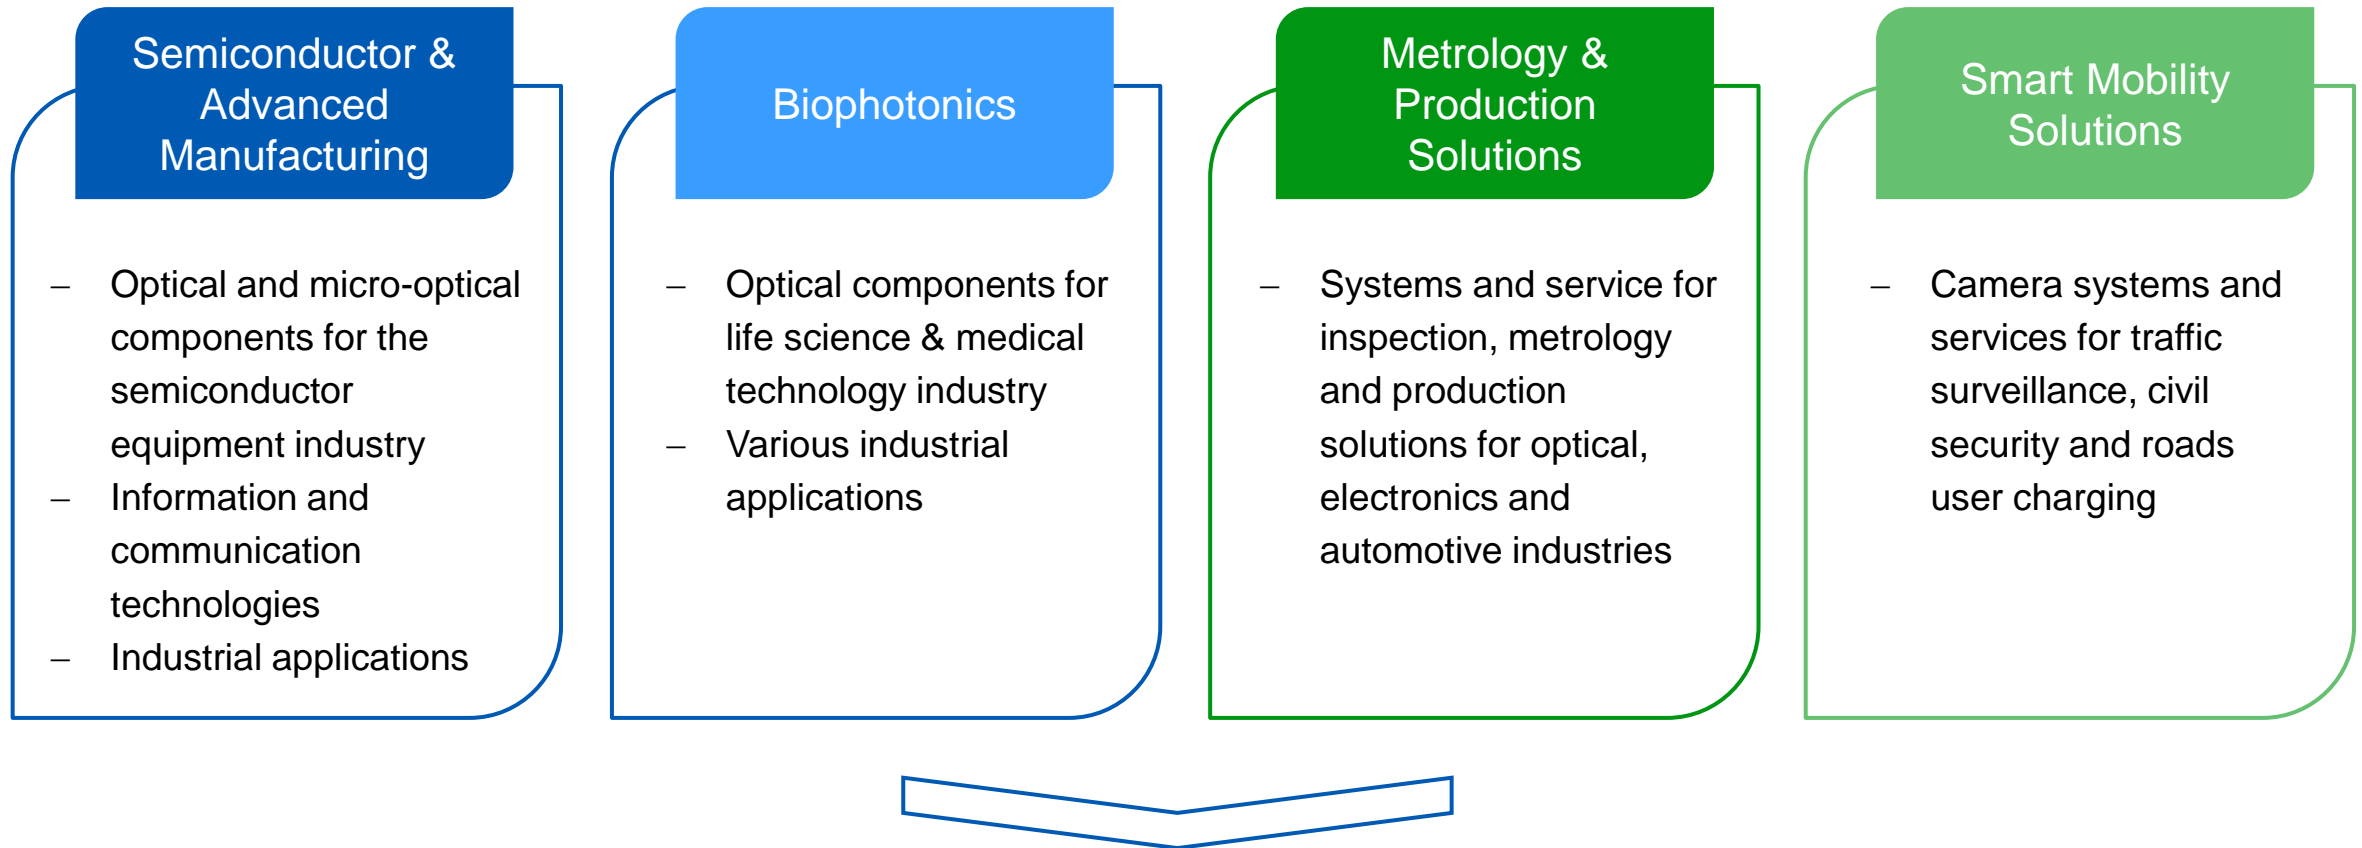 Semiconductor &
Advanced
Manufacturing
– Optical and micro-optical
components for the
semiconductor
equipment industry
– Information and
communication
technologies
– Industrial applications
Biophotonics
– Optical components for
life science & medical
technology industry
– Various industrial
applications
Metrology &
Production
Solutions
– Systems and service for
inspection, metrology
and production
solutions for optical,
electronics and
automotive industries
Smart Mobility
Solutions
– Camera systems and
services for traffic
surveillance, civil
security and roads
user charging